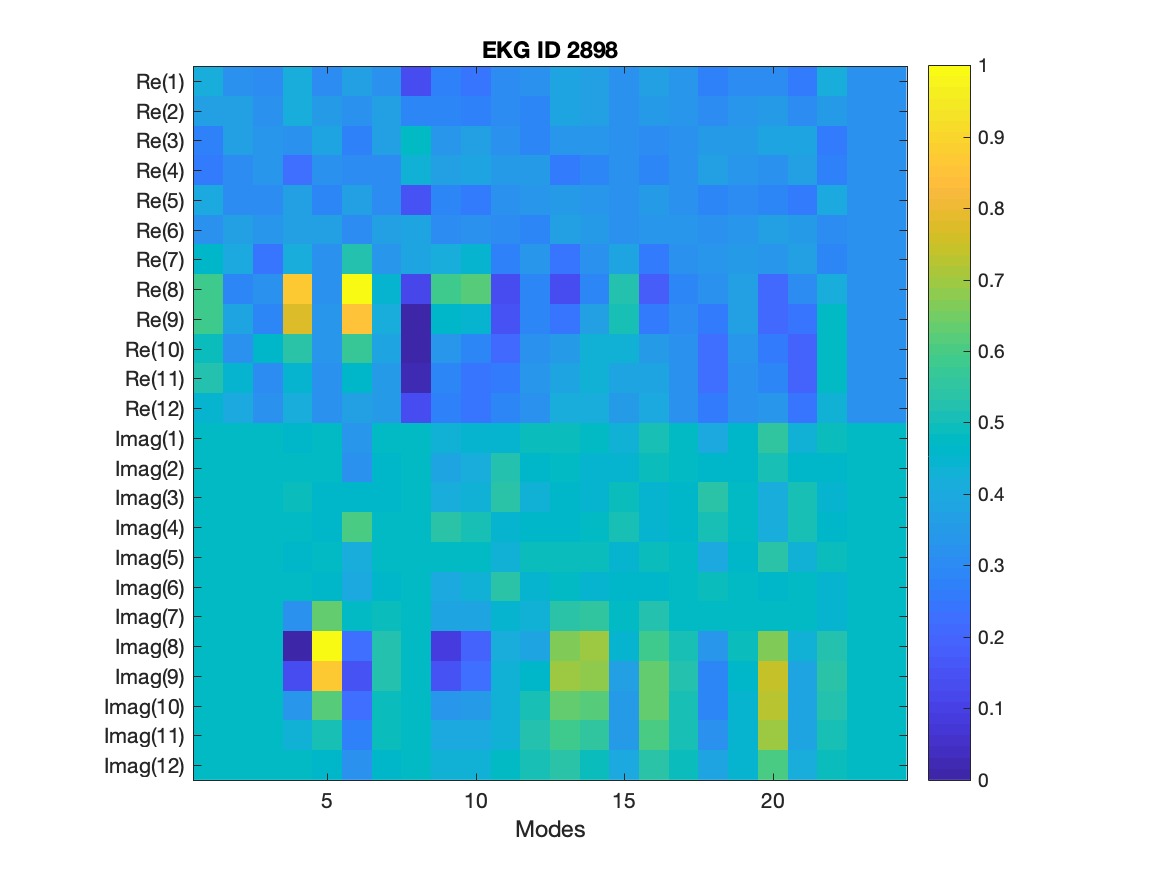 EKG ID 2898
Re(1)
Re(2)
Re(3)
Re(4)
Re(5)
Re(6)
Re(7)
Re(8)
Re(9)
Re(10)
Re(11)
Re(12)
Imag(1)
Imag(2)
Imag(3)
Imag(4)
Imag(5)
Imag(6)
Imag(7)
Imag(8)
Imag(9)
Imag(10)
Imag(11)
Imag(12)
5 10 15 20
Modes
1
0.9
0.8
0.7
0.6
0.5
0.4
0.3
0.2
0.1
0